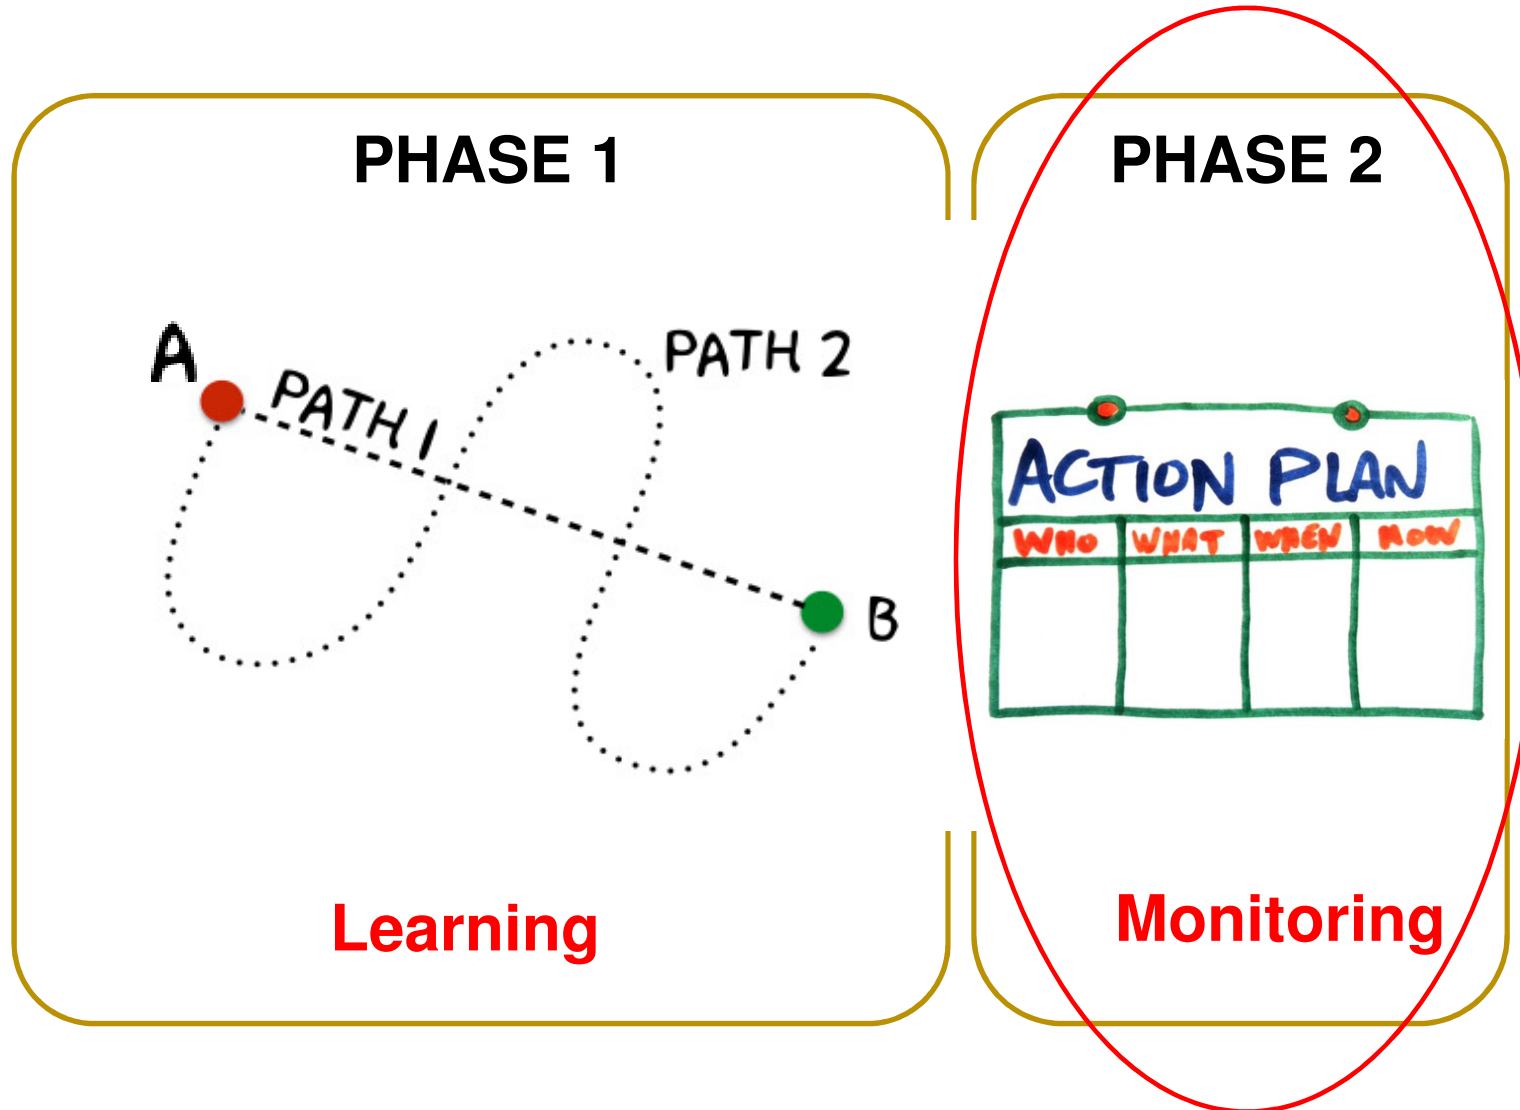 PHASE 1
A
PATH 1
PATH 2
B
Learning
PHASE 2
ACTION PLAN
WHO WHAT WHEN HOW
Monitoring